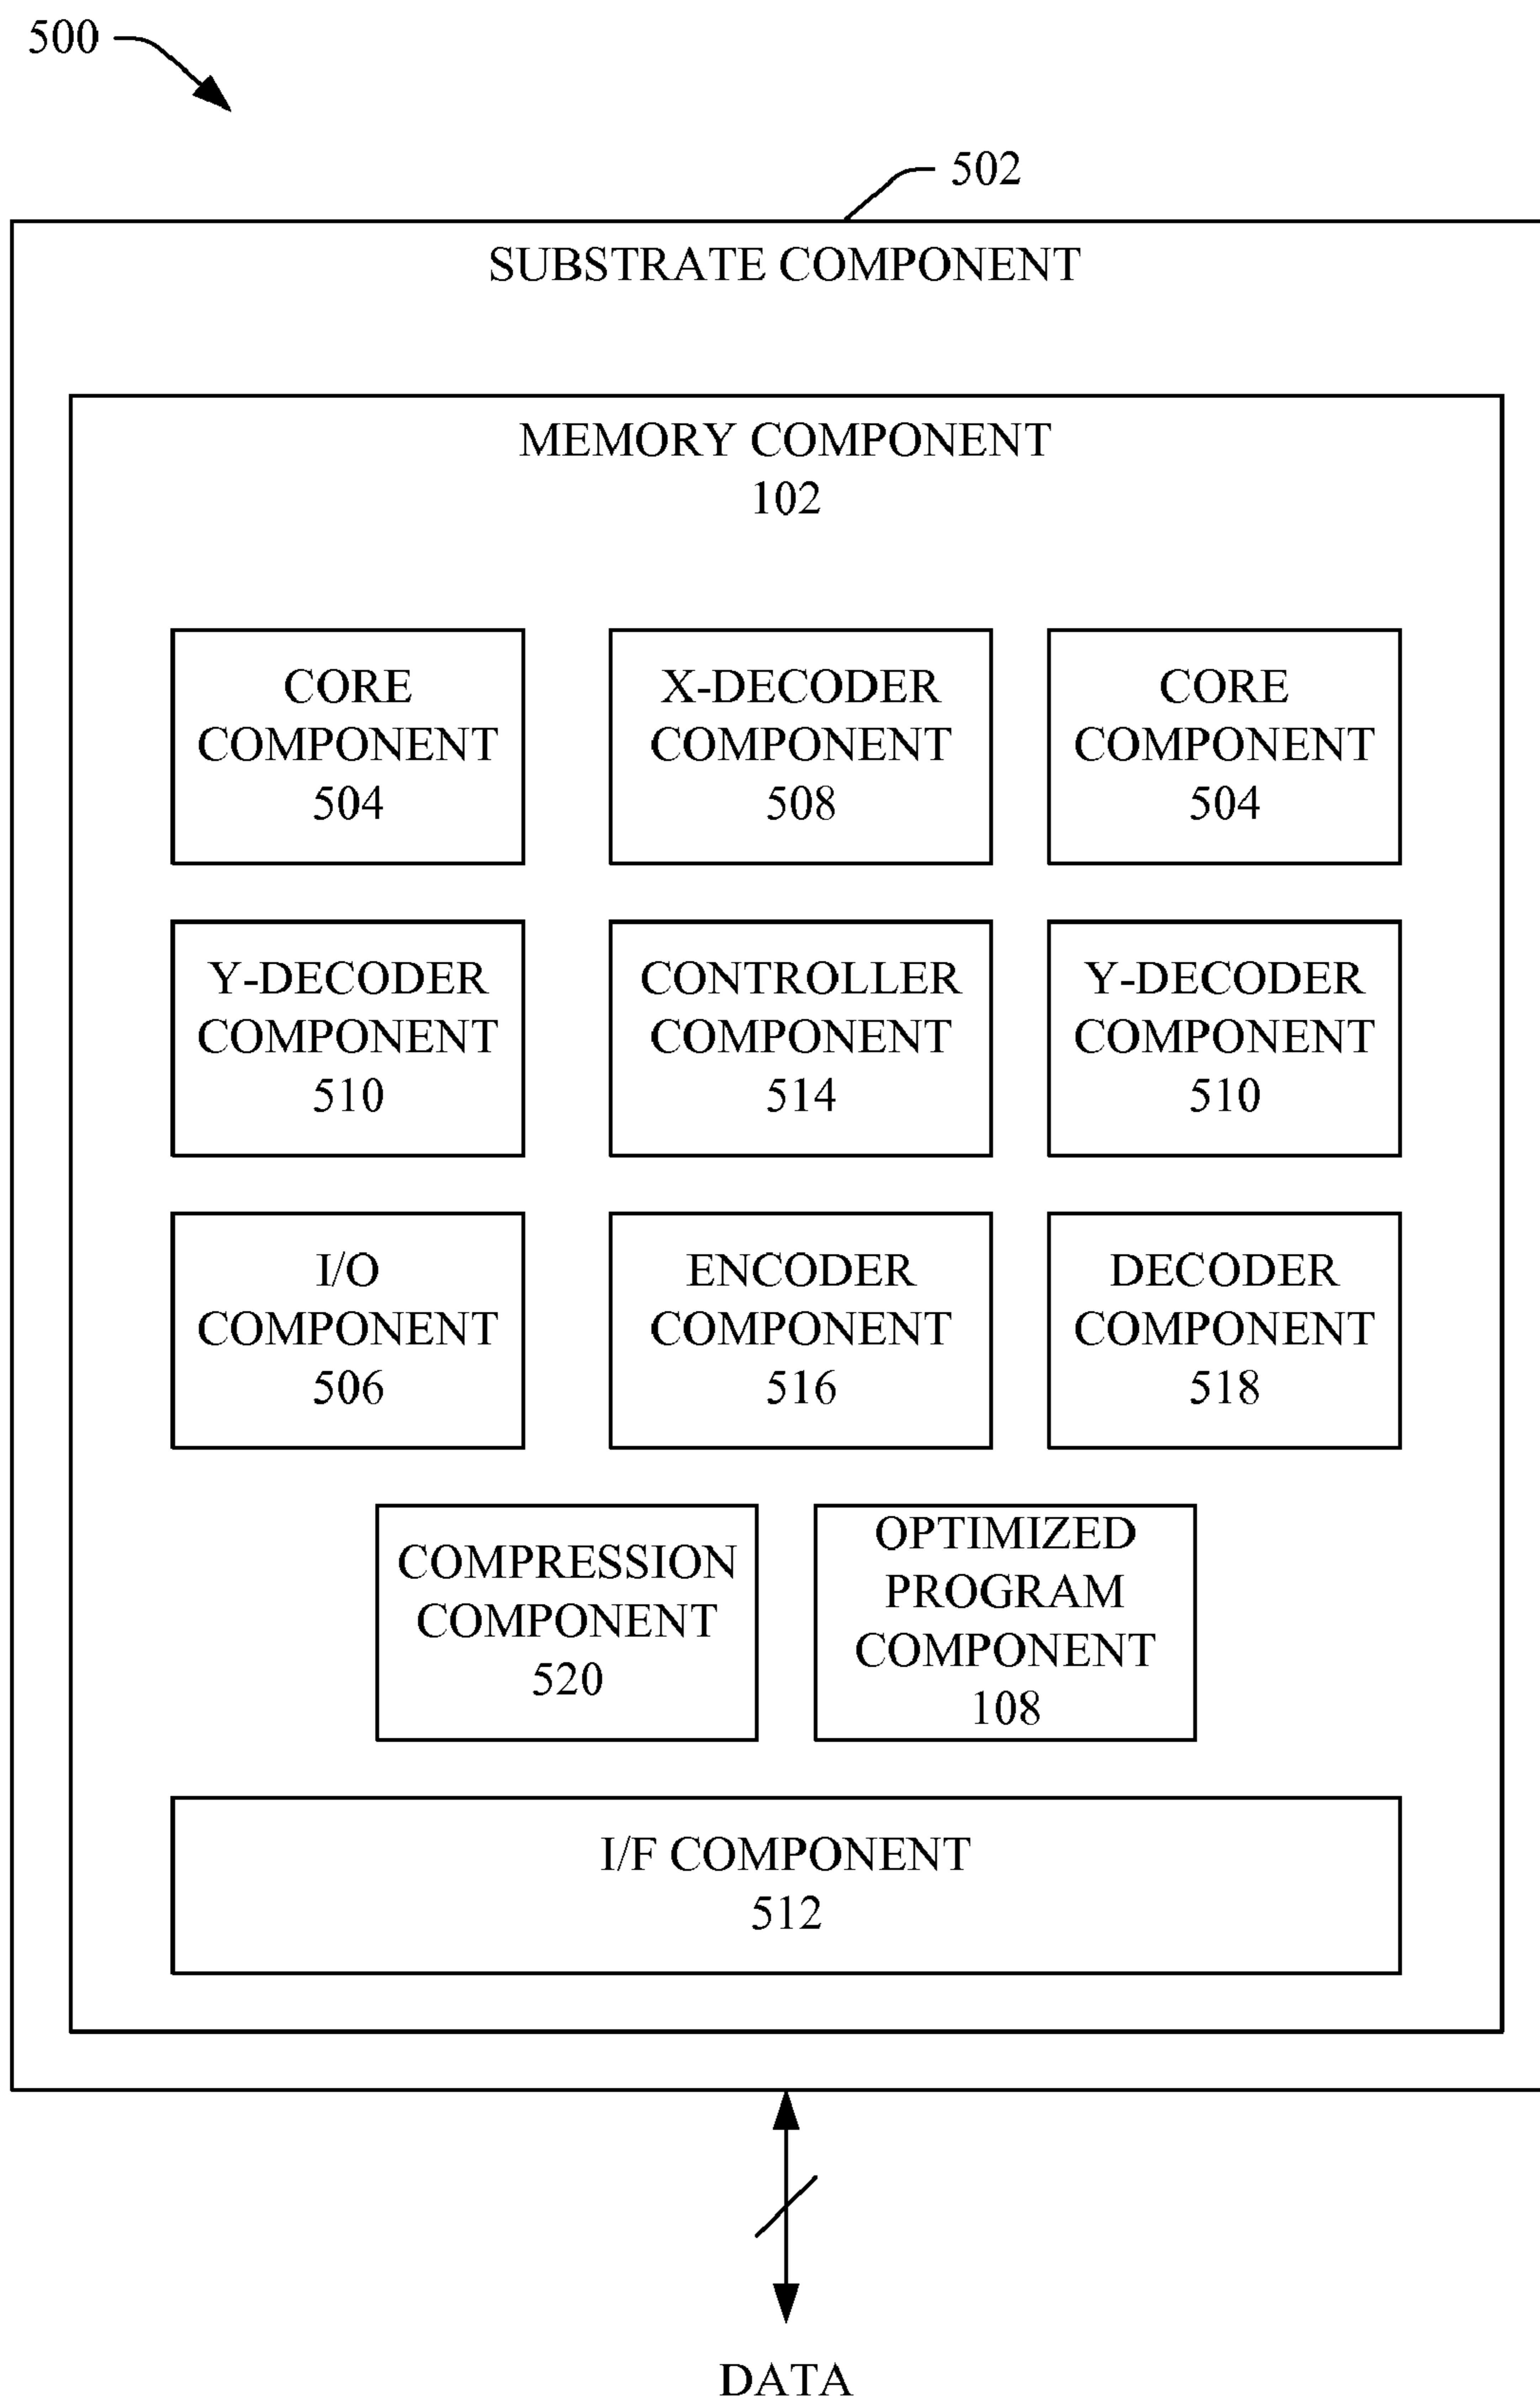 500
502
SUBSTRATE COMPONENT
MEMORY COMPONENT
102
CORE
COMPONENT
504
X-DECODER
COMPONENT
508
CORE
COMPONENT
504
Y-DECODER
COMPONENT
510
CONTROLLER
COMPONENT
514
Y-DECODER
COMPONENT
510
I/O
COMPONENT
506
ENCODER
COMPONENT
516
DECODER
COMPONENT
518
COMPRESSION
COMPONENT
520
OPTIMIZED
PROGRAM
COMPONENT
108
I/F COMPONENT
512
DATA